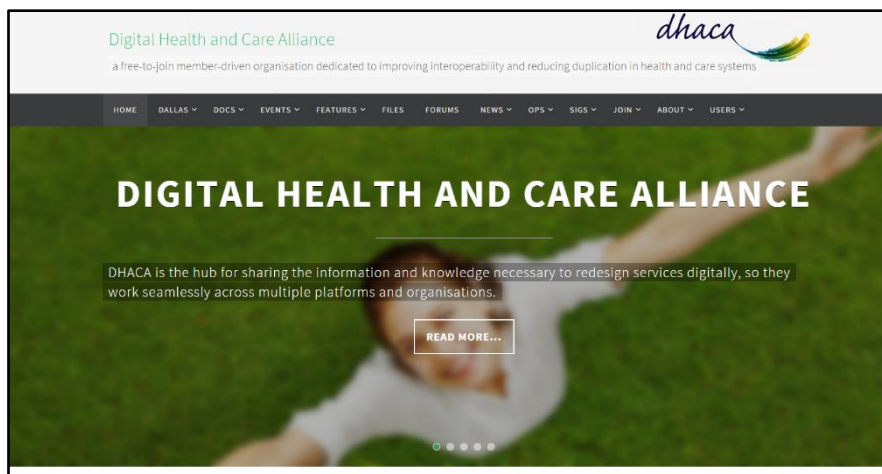 Digital Health and Care Alliance
dhaca
a free-to-join member-driven organisation dedicated to improving interoperability and reducing duplication in health and care systems
HOME DALLAS DOCS EVENTS FEATURES FILES FORUMS NEWS OPS SIGS JOIN ABOUT USERS
DIGITAL HEALTH AND CARE ALLIANCE
DHACA is the hub for sharing the information and knowledge necessary to redesign services digitally, so they
work seamlessly across multiple platforms and organisations.
READ MORE...